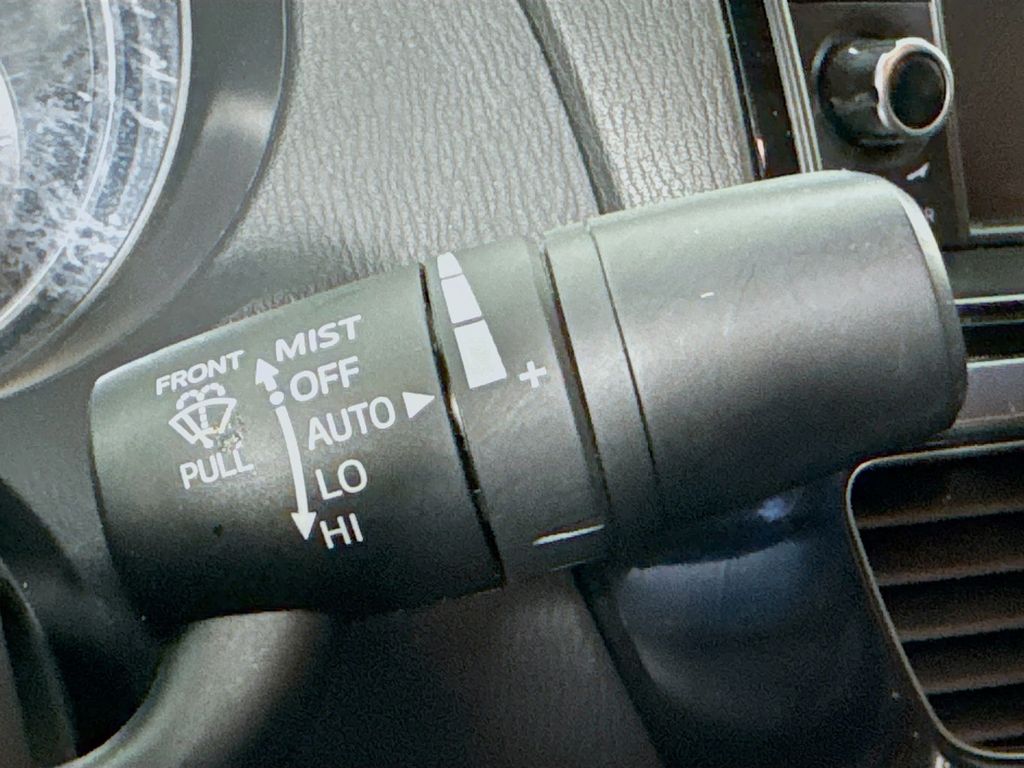 FRONT
PULL
MIST
OFF
AUTO
LO
HI
+